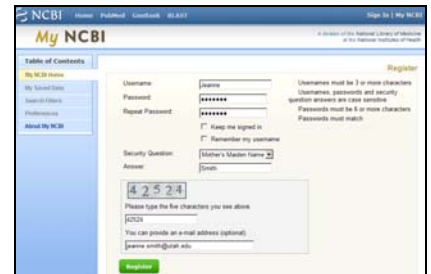 NCBI Home PubMed GenBank BLAST Sign In | My NCBI
My NCBI
A division of the National Library of Medicine
at the National Institutes of Health
Table of Contents
My NCBI Home
My Saved Data
Search Filters
Preferences
About My NCBI
Register
Username: Jeanne
Password:
Repeat Password:
Keep me signed in
Remember my username
Security Question: Mother's Maiden Name
Answer: Smith
Usernames must be 3 or more characters
Usernames, passwords and security
question answers are case sensitive
Passwords must be 6 or more characters
Passwords must match
42524
Please type the five characters you see above
42524
You can provide an e-mail address (optional)
jeanne.smith@utah.edu
Register